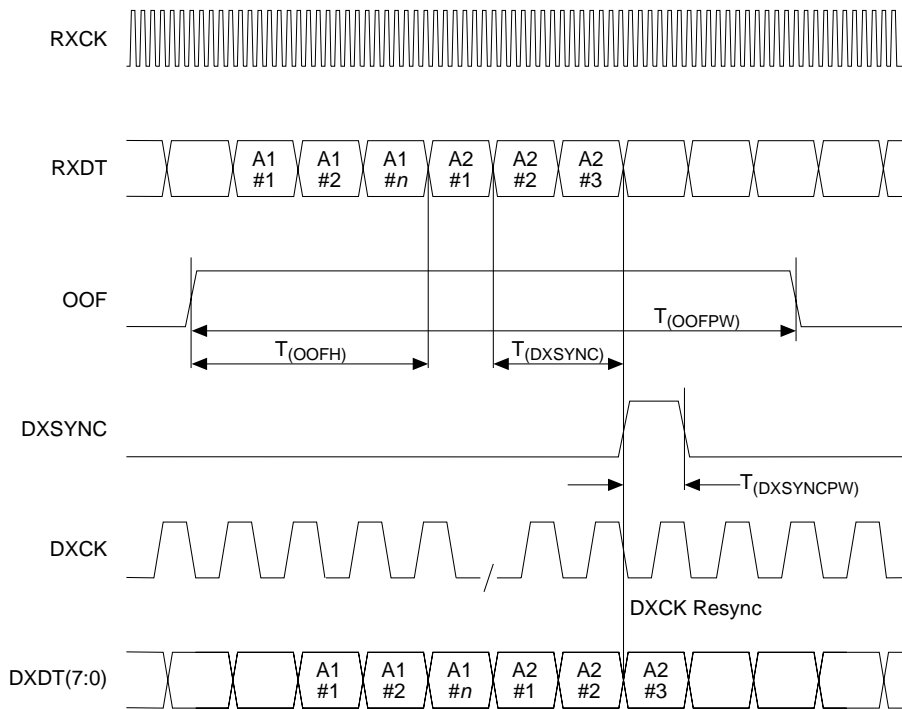 RXCK
RXDT
A1 A1 A1 A2 A2 A2
#1 #2 #n #1 #2 #3
OOF
T(OOFPW)
T(OOFH)
T(DXSYNC)
DXSYNC
T(DXSYNCPW)
DXCK
DXCK Resync
DXDT(7:0)
A1 A1 A1 A2 A2 A2
#1 #2 #n #1 #2 #3